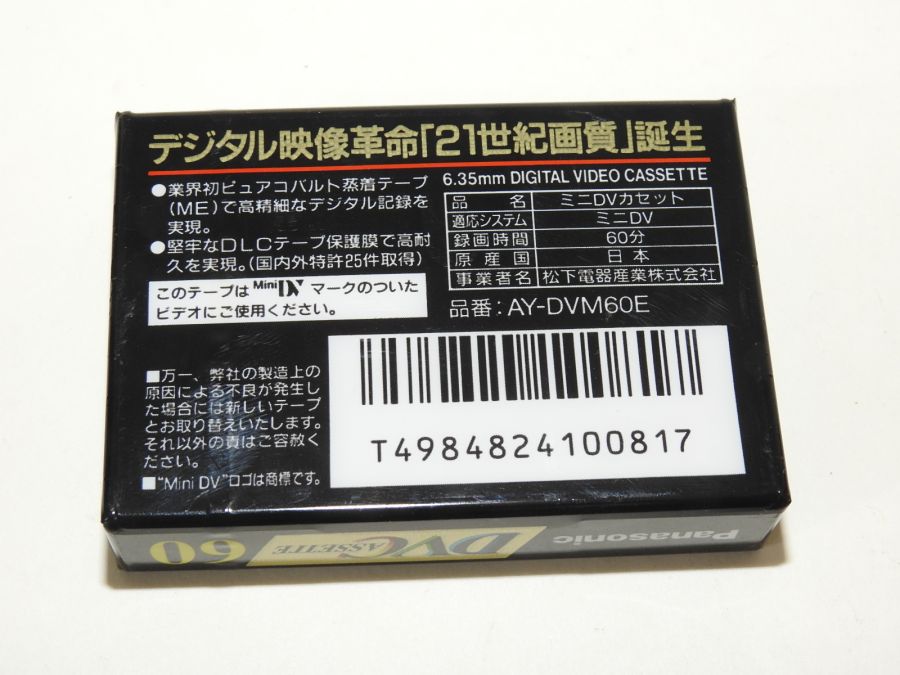 デジタル映像革命「21世紀画質」誕生
●業界初ピュアコバルト蒸着テープ
(ME)で高精細なデジタル記録を
実現。
●堅牢なDLCテープ保護膜で高耐
久を実現。(国内外特許25件取得)
このテープは Mini DV マークのついた
ビデオにご使用ください。
6.35mm DIGITAL VIDEO CASSETTE
品名 ミニDVカセット
適応システム ミニDV
録画時間 60分
原産国 日本
事業者名 松下電器産業株式会社
品番：AY-DVM60E
■万一、弊社の製造上の
原因による不良が発生し
た場合には新しいテープ
とお取り替えいたします。
それ以外の責はご容赦く
ださい。
■"Mini DV"ロゴは商標です。
T4984824100817
Panasonic
DVC
CASSETTE
60